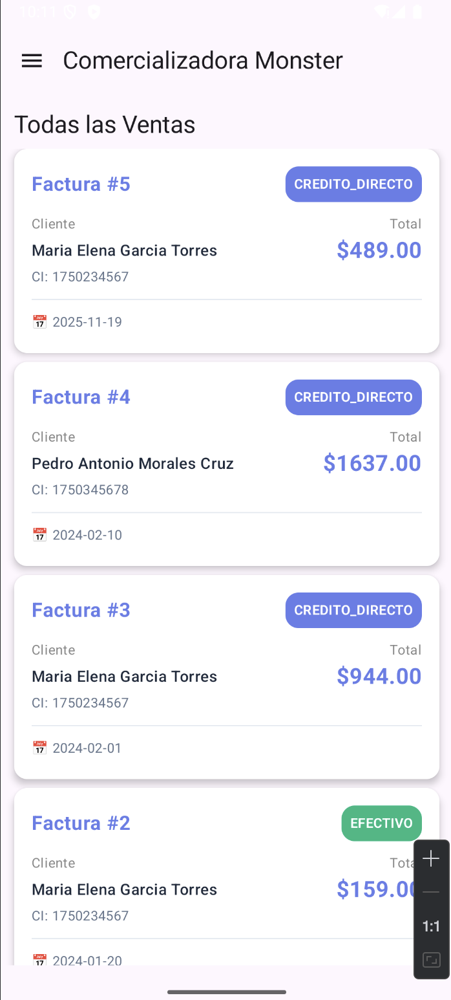 10:11
Comercializadora Monster
Todas las Ventas
Factura #5
CREDITO_DIRECTO
Cliente
Total
Maria Elena Garcia Torres
$489.00
CI: 1750234567
2025-11-19
Factura #4
CREDITO_DIRECTO
Cliente
Total
Pedro Antonio Morales Cruz
$1637.00
CI: 1750345678
2024-02-10
Factura #3
CREDITO_DIRECTO
Cliente
Total
Maria Elena Garcia Torres
$944.00
CI: 1750234567
2024-02-01
Factura #2
EFECTIVO
Cliente
Tota
Maria Elena Garcia Torres
$159.00
CI: 1750234567
2024-01-20
1:1